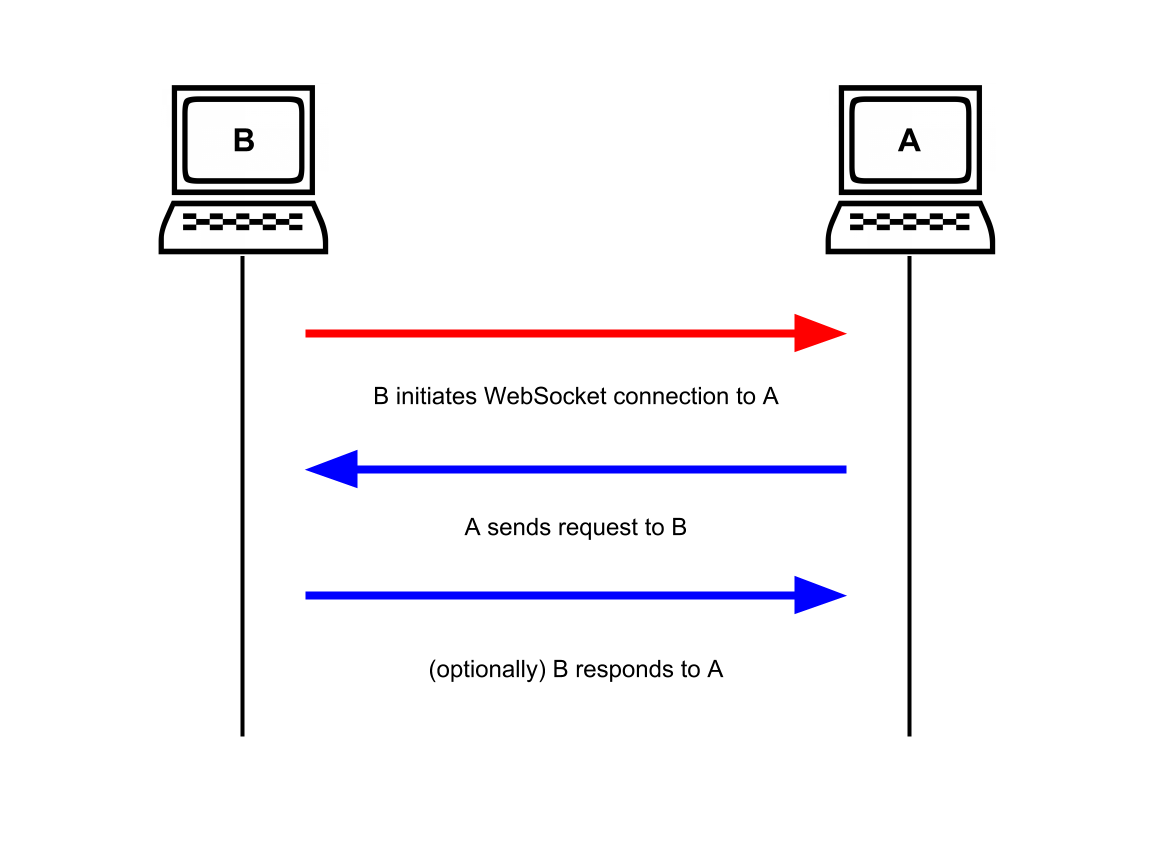 B
A
B initiates WebSocket connection to A
A sends request to B
(optionally) B responds to A